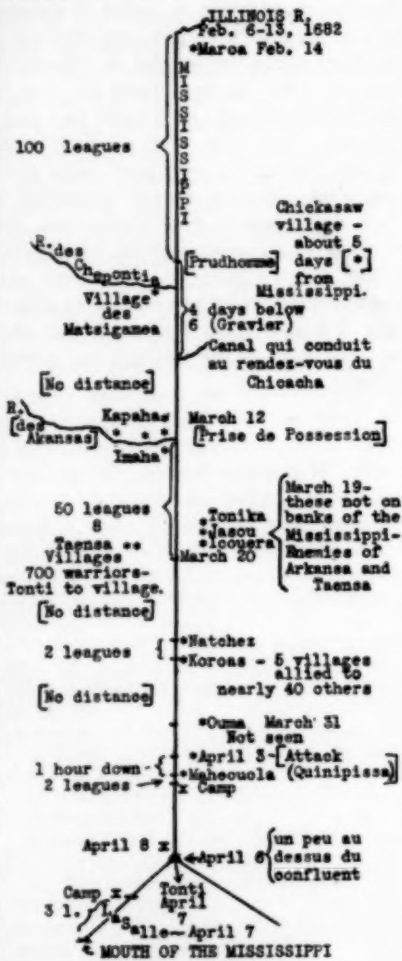 ILLINOIS R.
Feb. 6-13, 1682
*Maroa Feb. 14
MISSISSIPPI
100 leagues
Chickasaw
village -
about 5
days [*]
from
Mississippi.
R. des Chepontia
[Prudhomme]
Village *
des
Matsigamea
4 days below
6 (Gravier)
Canal qui conduit
au rendez-vous du
Chicacha
[No distance]
R.
[des
Akansas]
Kapahas
* * *
Imaha*
March 12
[Prise de Possession]
50 leagues
8
Taensa **
Villages
700 warriors-
Tonti to village.
*Tonika
*Jasou
*Icouera
March 20
March 19-
these not on
banks of the
Mississippi-
Enemies of
Arkansa and
Taensa
[No distance]
2 leagues
*Natchez
*Koroas - 5 villages
allied to
nearly 40 others
[No distance]
*Ouma March 31
Not seen
1 hour down
*April 3-[Attack
*Maheouola (Quinipissa)]
2 leagues
x Camp
April 8 x
April 6
un peu au
dessus du
confluent
Camp x
3 l.
Tonti
April
7
LaSalle-April 7
MOUTH OF THE MISSISSIPPI